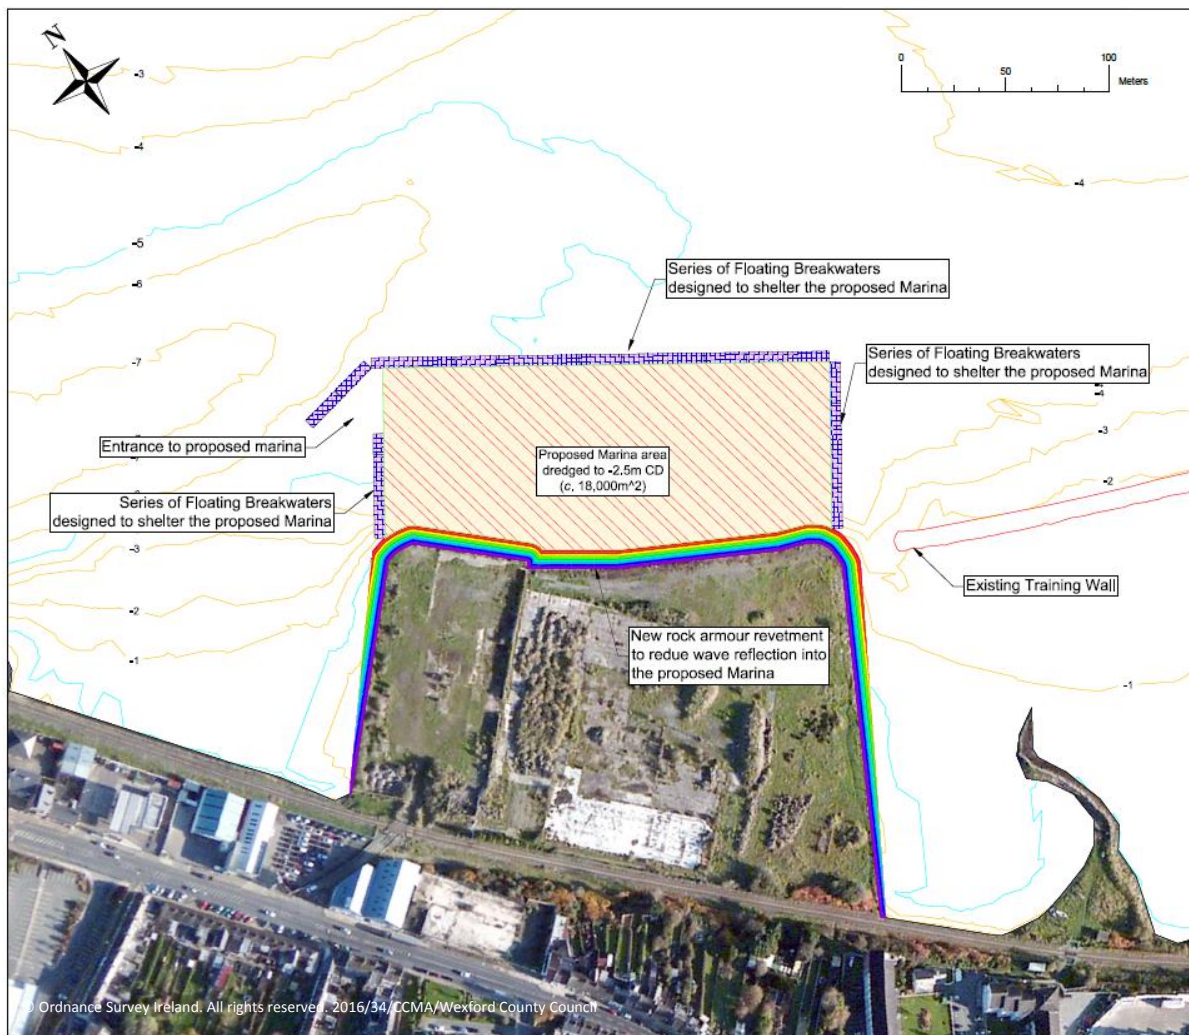 N
0
50
100
Meters
-3
-4
-4
-5
-6
-7
Series of Floating Breakwaters
designed to shelter the proposed Marina
Series of Floating Breakwaters
designed to shelter the proposed Marina
-4
-3
-2
Entrance to proposed marina
Proposed Marina area
dredged to -2.5m CD
(c. 18,000m^2)
Series of Floating Breakwaters
designed to shelter the proposed Marina
-3
-2
-1
Existing Training Wall
New rock armour revetment
to redue wave reflection into
the proposed Marina
-1
© Ordnance Survey Ireland. All rights reserved. 2016/34/CCMA/Wexford County Council